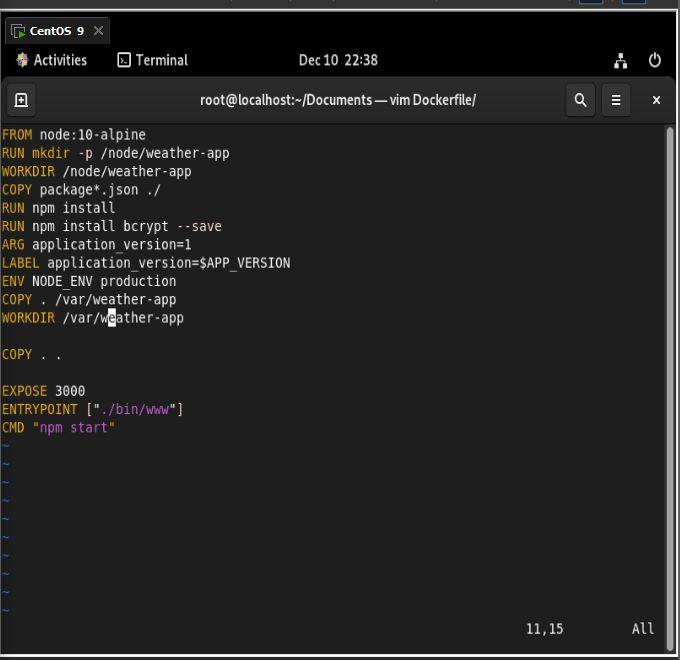 CentOS 9
Activities
Terminal
Dec 10 22:38
root@localhost:~/Documents — vim Dockerfile/
FROM node:10-alpine
RUN mkdir -p /node/weather-app
WORKDIR /node/weather-app
COPY package*.json ./
RUN npm install
RUN npm install bcrypt --save
ARG application_version=1
LABEL application_version=$APP_VERSION
ENV NODE_ENV production
COPY . /var/weather-app
WORKDIR /var/weather-app
COPY . .
EXPOSE 3000
ENTRYPOINT ["./bin/www"]
CMD "npm start"
~
~
~
~
~
~
~
~
~
~
11,15 All